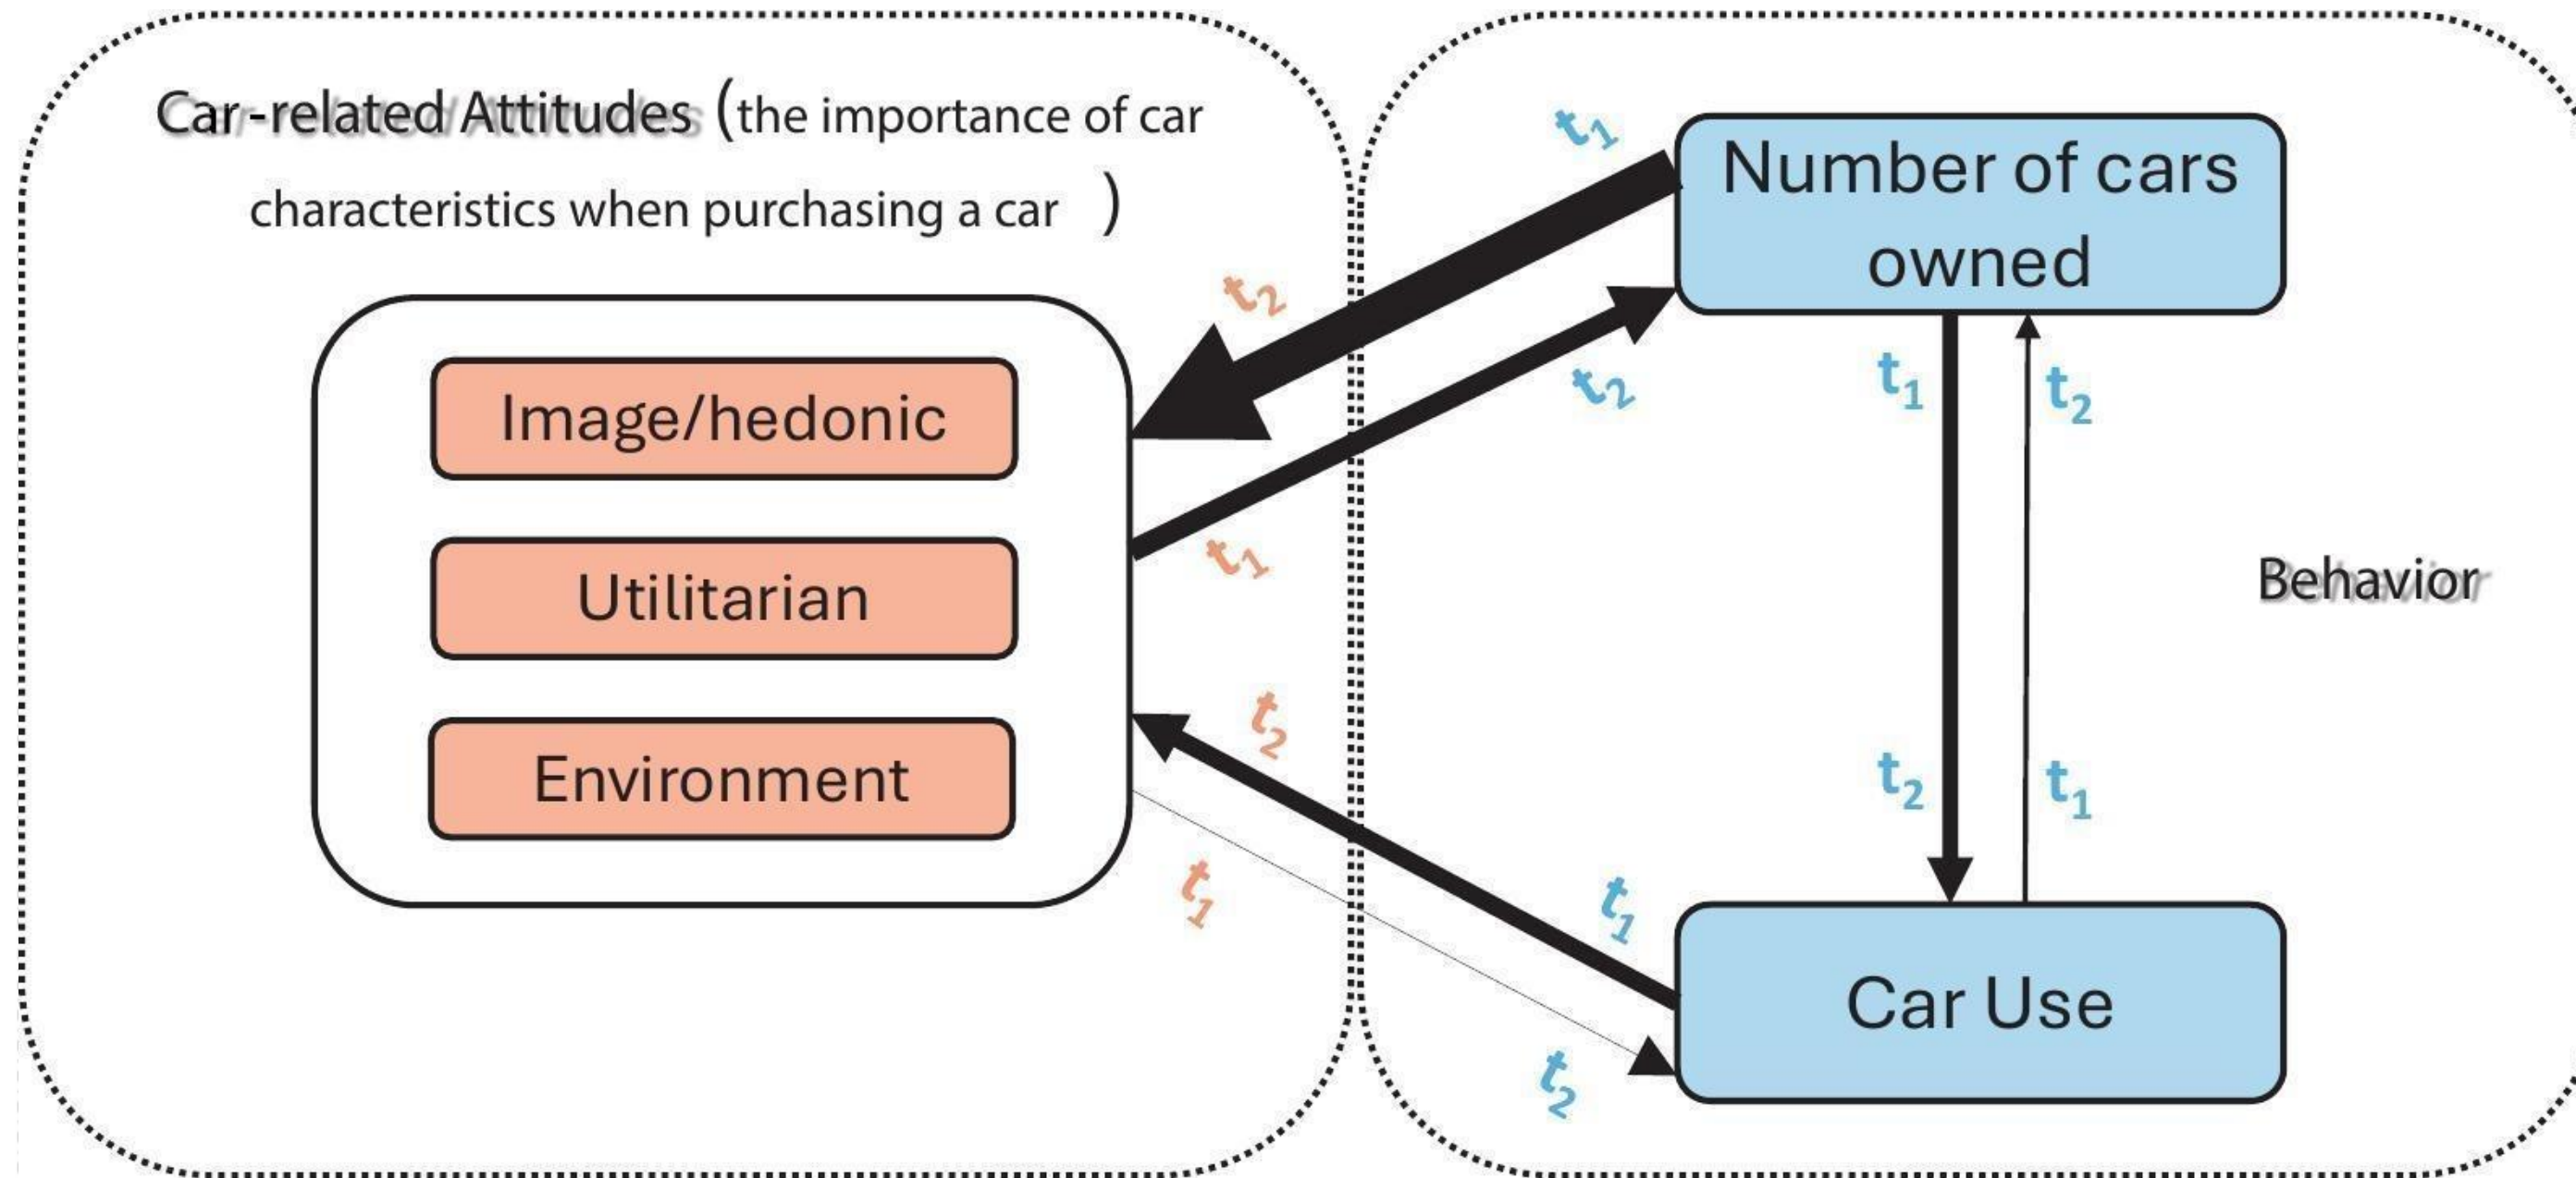 Car-related Attitudes (the importance of car
characteristics when purchasing a car )
Image/hedonic
Utilitarian
Environment
t₁
t₂
t₂
t₁
t₂
t₁
t₁
t₂
Number of cars
owned
t₁
t₂
t₂
t₁
Behavior
Car Use